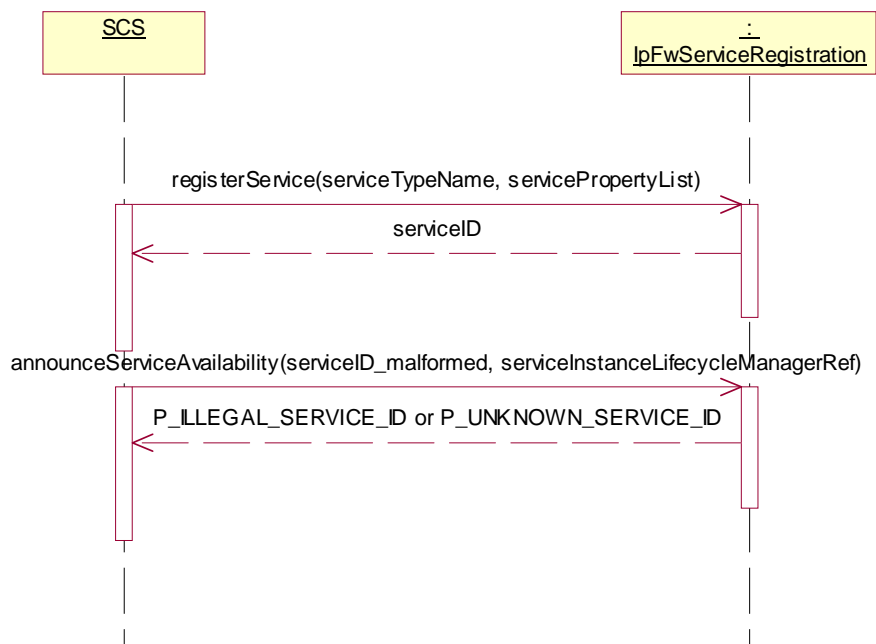 SCS
:
IpFwServiceRegistration
registerService(serviceTypeName, servicePropertyList)
serviceID
announceServiceAvailability(serviceID_malformed, serviceInstanceLifecycleManagerRef)
P_ILLEGAL_SERVICE_ID or P_UNKNOWN_SERVICE_ID